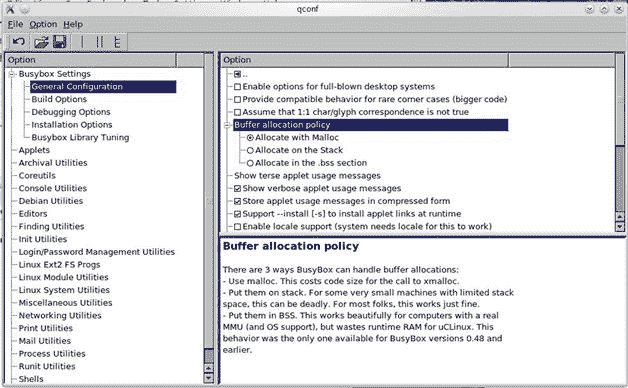 qconf
File Option Help
Option
Busybox Settings
General Configuration
Build Options
Debugging Options
Installation Options
Busybox Library Tuning
Applets
Archival Utilities
Coreutils
Console Utilities
Debian Utilities
Editors
Finding Utilities
Init Utilities
Login/Password Management Utilities
Linux Ext2 FS Progs
Linux Module Utilities
Linux System Utilities
Miscellaneous Utilities
Networking Utilities
Print Utilities
Mail Utilities
Process Utilities
Runit Utilities
Shells
Option
..
Enable options for full-blown desktop systems
Provide compatible behavior for rare corner cases (bigger code)
Assume that 1:1 char/glyph correspondence is not true
Buffer allocation policy
Allocate with Malloc
Allocate on the Stack
Allocate in the .bss section
Show terse applet usage messages
Show verbose applet usage messages
Store applet usage messages in compressed form
Support --install [-s] to install applet links at runtime
Enable locale support (system needs locale for this to work)
Buffer allocation policy
There are 3 ways BusyBox can handle buffer allocations:
- Use malloc. This costs code size for the call to xmalloc.
- Put them on stack. For some very small machines with limited stack
space, this can be deadly. For most folks, this works just fine.
- Put them in BSS. This works beautifully for computers with a real
MMU (and OS support), but wastes runtime RAM for uCLinux. This
behavior was the only one available for BusyBox versions 0.48 and
earlier.